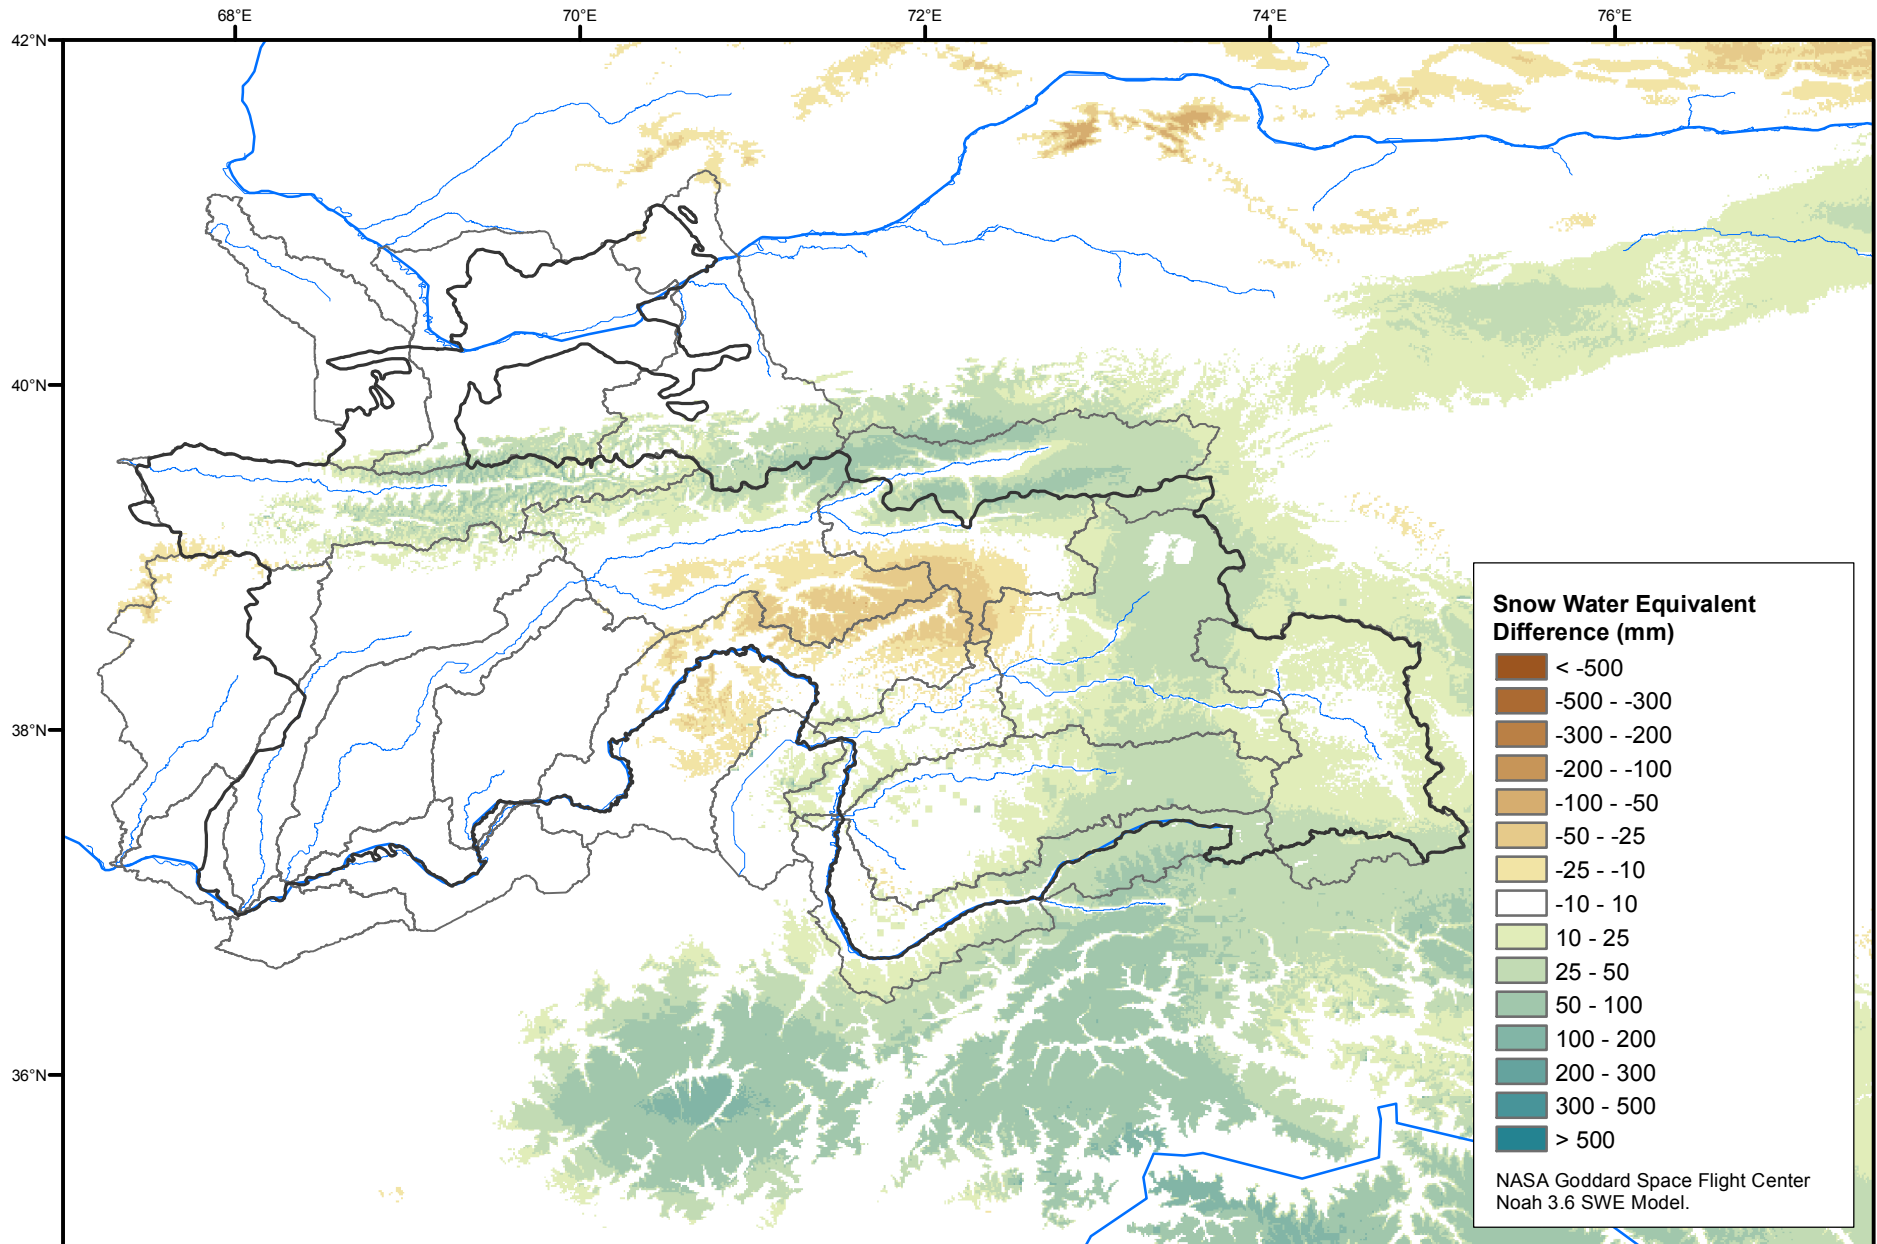 68°E
70°E
72°E
74°E
76°E
42°N
40°N
38°N
36°N
Snow Water Equivalent
Difference (mm)
< -500
-500 - -300
-300 - -200
-200 - -100
-100 - -50
-50 - -25
-25 - -10
-10 - 10
10 - 25
25 - 50
50 - 100
100 - 200
200 - 300
300 - 500
> 500
NASA Goddard Space Flight Center
Noah 3.6 SWE Model.